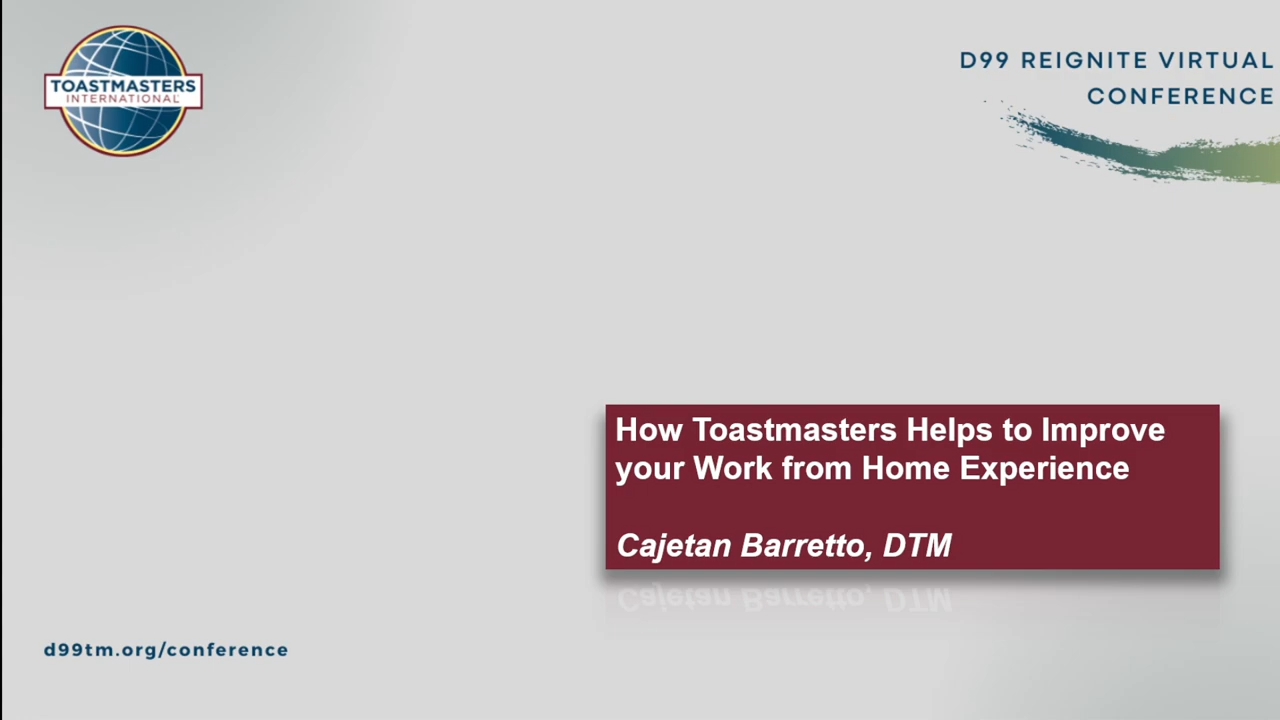 TOASTMASTERS
INTERNATIONAL
D99 REIGNITE VIRTUAL
CONFERENCE
How Toastmasters Helps to Improve
your Work from Home Experience
Cajetan Barretto, DTM
d99tm.org/conference